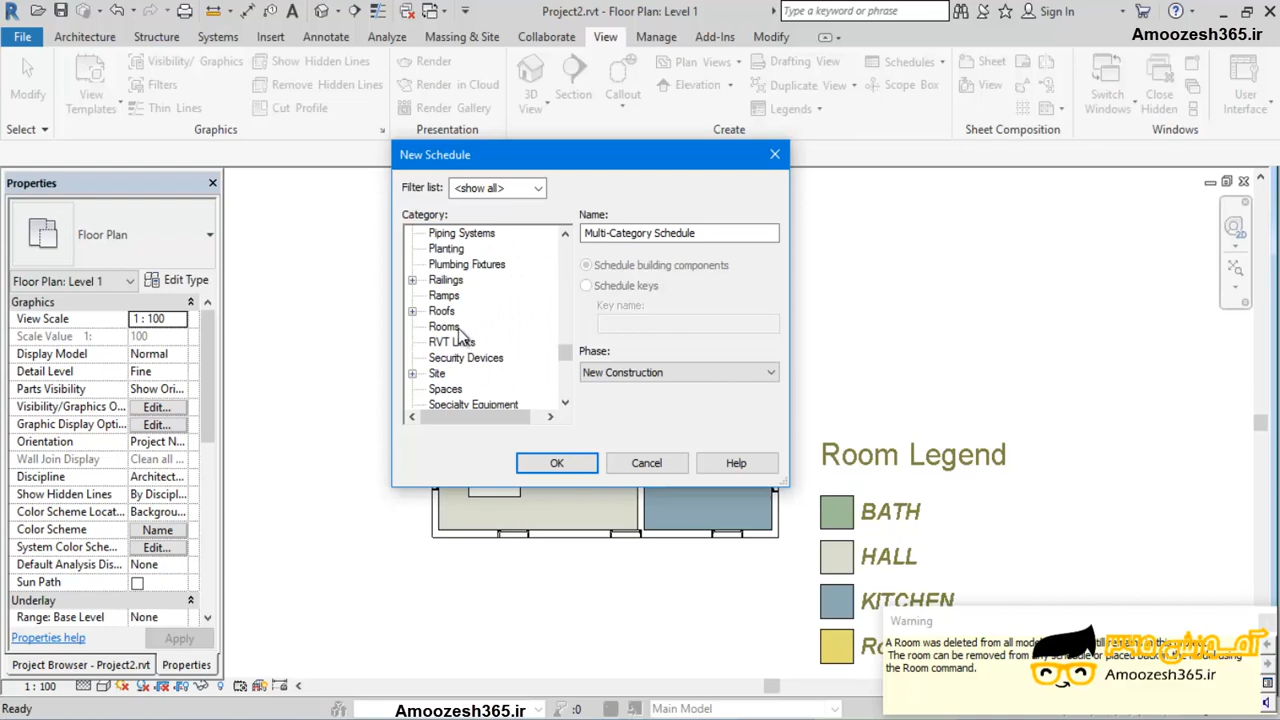 Project2.rvt - Floor Plan: Level 1
Type a keyword or phrase
Sign In
File
Architecture
Structure
Systems
Insert
Annotate
Analyze
Massing & Site
Collaborate
View
Manage
Add-Ins
Modify
Amoozesh365.ir
Modify
View
Templates
Visibility/ Graphics
Filters
Thin Lines
Show Hidden Lines
Remove Hidden Lines
Cut Profile
Render
Render in Cloud
Render Gallery
3D
View
Section
Callout
Plan Views
Elevation
Drafting View
Duplicate View
Legends
Schedules
Scope Box
Sheet
Switch
Windows
Close
Hidden
User
Interface
Select
Graphics
Presentation
Create
Sheet Composition
Windows
Properties
Floor Plan
Floor Plan: Level 1
Edit Type
Graphics
View Scale
1 : 100
Scale Value 1:
100
Display Model
Normal
Detail Level
Fine
Parts Visibility
Show Ori...
Visibility/Graphics O...
Edit...
Graphic Display Opti...
Edit...
Orientation
Project N...
Wall Join Display
Clean all ...
Discipline
Architect...
Show Hidden Lines
By Discipl...
Color Scheme Locat...
Backgrou...
Color Scheme
Name
System Color Sche...
Edit...
Default Analysis Dis...
None
Sun Path
Underlay
Range: Base Level
None
Properties help
Apply
Project Browser - Project2.rvt
Properties
New Schedule
Filter list:
<show all>
Category:
Piping Systems
Planting
Plumbing Fixtures
Railings
Ramps
Roofs
Rooms
Security Devices
Site
Spaces
Specialty Equipment
Name:
Multi-Category Schedule
Schedule building components
Schedule keys
Key name:
Phase:
New Construction
OK
Cancel
Help
2D
Room Legend
BATH
HALL
KITCHEN
Warning
A Room was deleted from all
The room can be removed from
the Room command.
Amoozesh365.ir
1 : 100
Ready
Amoozesh365.ir
:0
Main Model